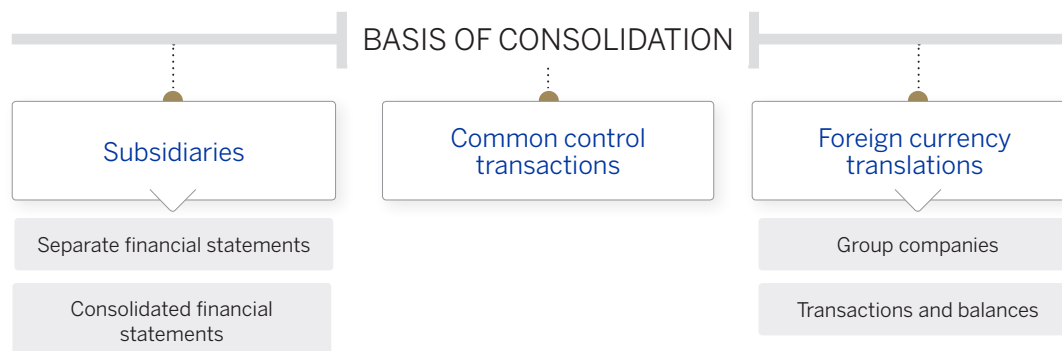 BASIS OF CONSOLIDATION
Subsidiaries
Separate financial statements
Consolidated financial
statements
Common control
transactions
Foreign currency
translations
Group companies
Transactions and balances